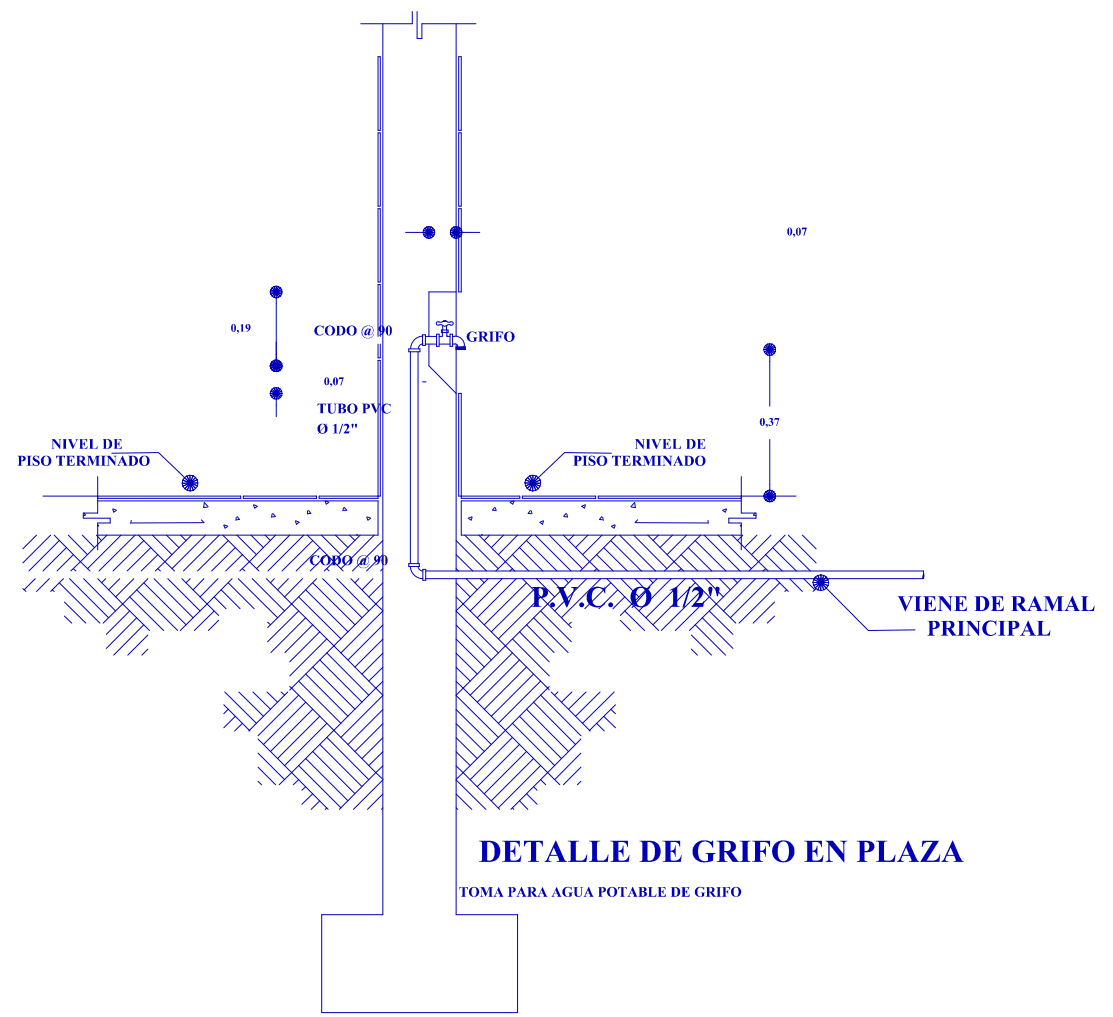 0,07
0,19
CODO @ 90
GRIFO
0,07
TUBO PVC
Ø 1/2"
0,37
NIVEL DE
PISO TERMINADO
NIVEL DE
PISO TERMINADO
CODO @ 90
P.V.C. Ø 1/2"
VIENE DE RAMAL
PRINCIPAL
DETALLE DE GRIFO EN PLAZA
TOMA PARA AGUA POTABLE DE GRIFO